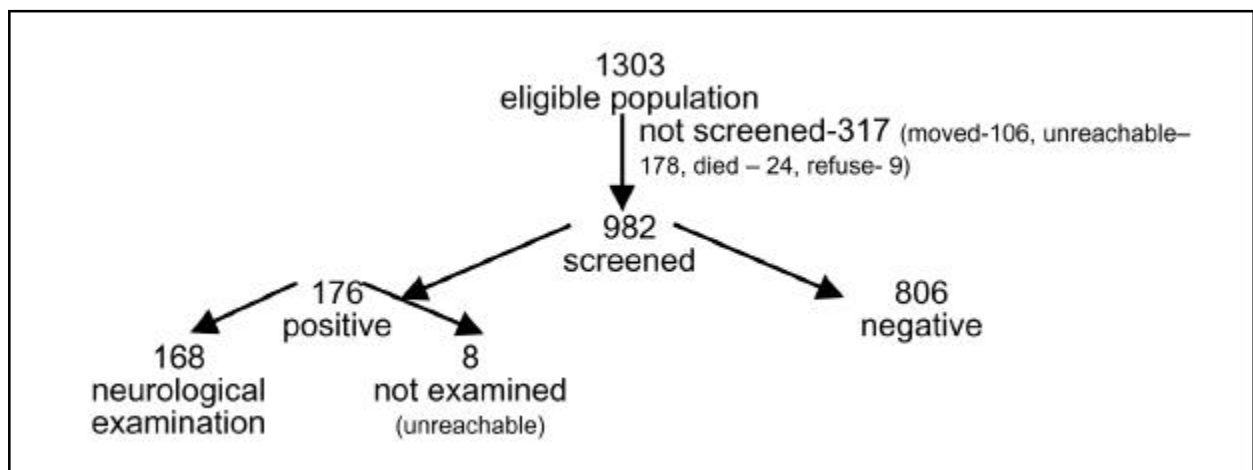 1303
eligible population
not screened-317 (moved-106, unreachable–
178, died – 24, refuse- 9)
982
screened
176
positive
806
negative
168
neurological
examination
8
not examined
(unreachable)